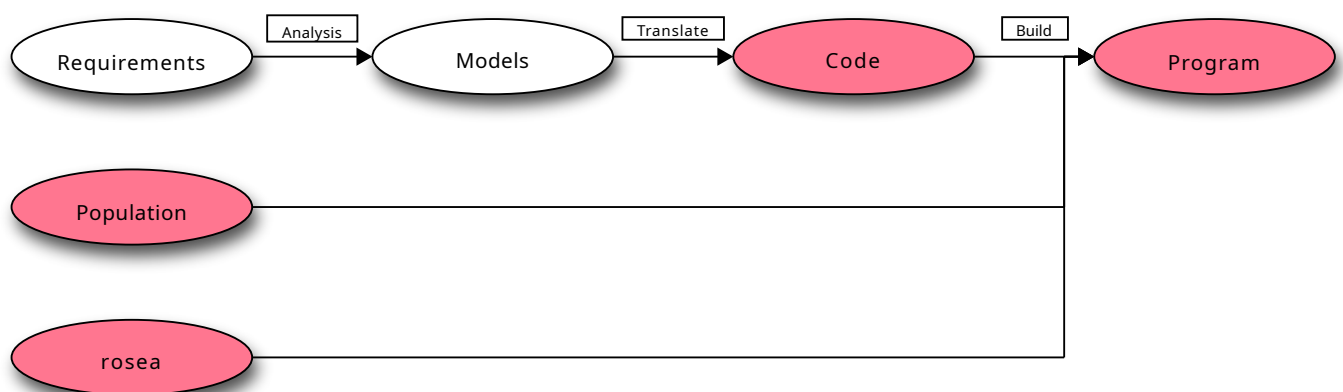 Requirements
Analysis
Models
Translate
Code
Build
Program
Population
rosea